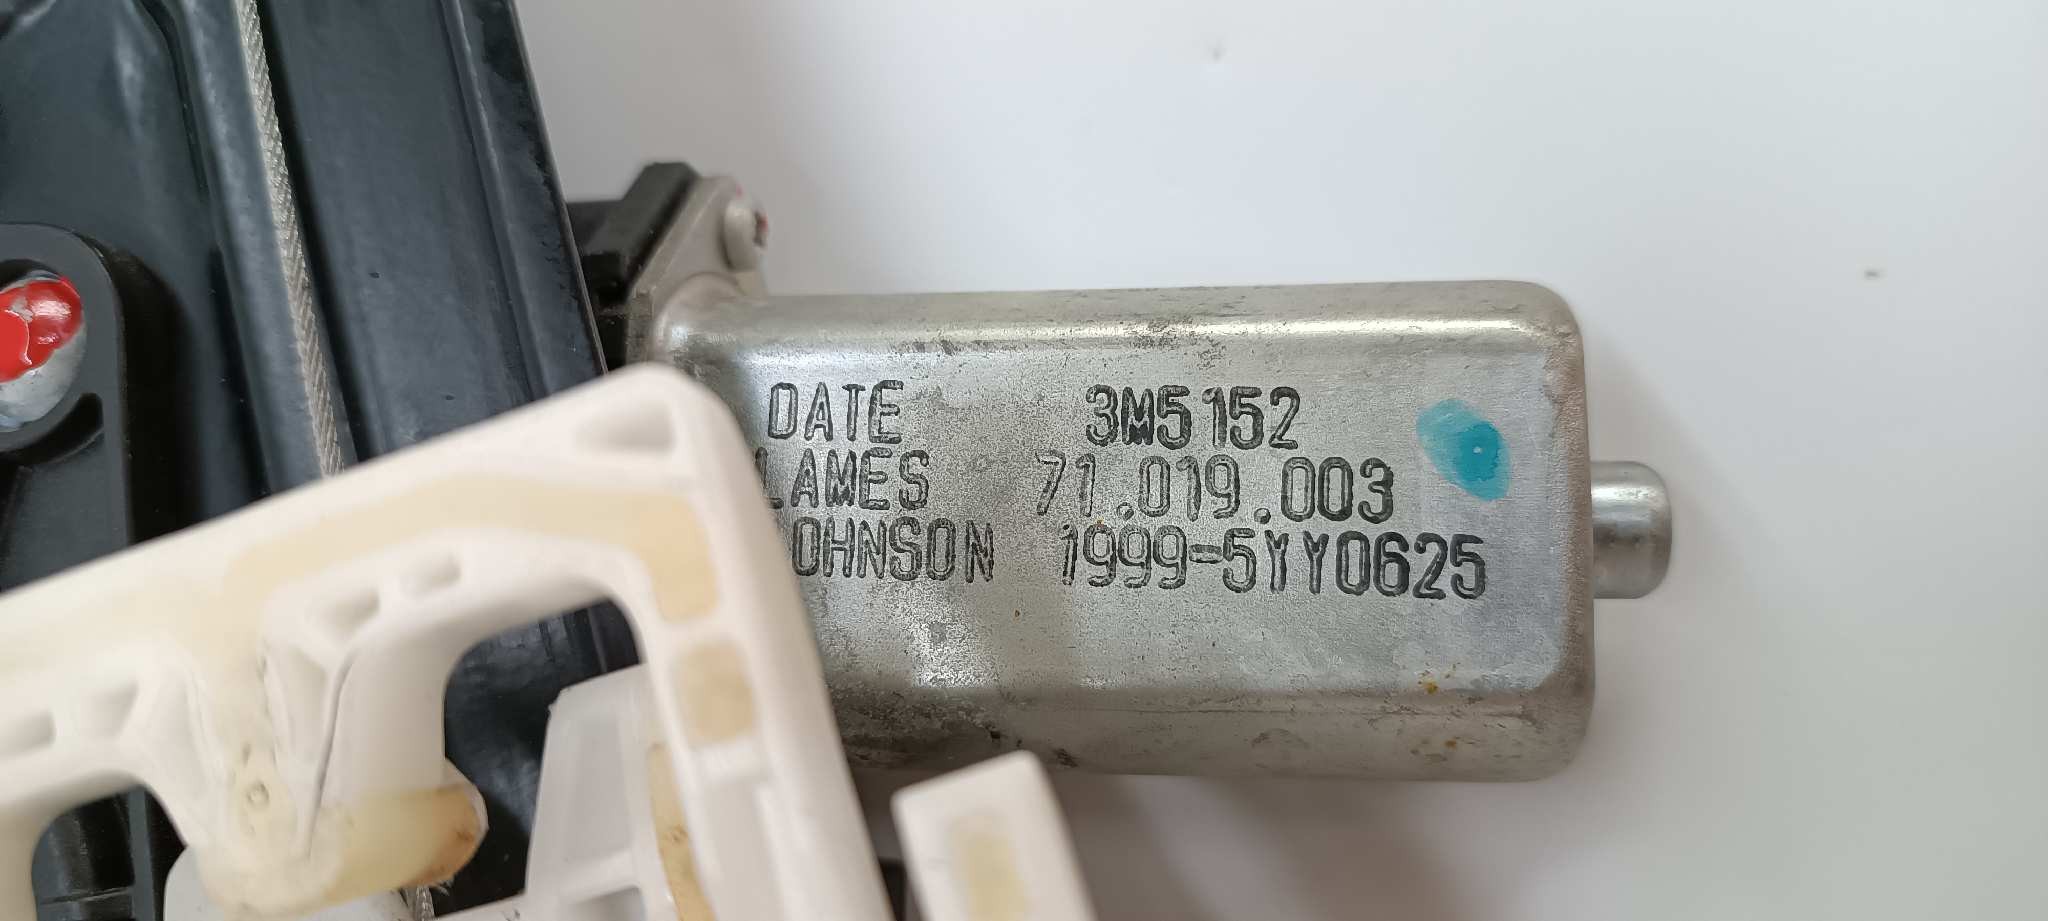 DATE 3M5152
LAMES 71.019.003
OHNSON 1999-5YY0625